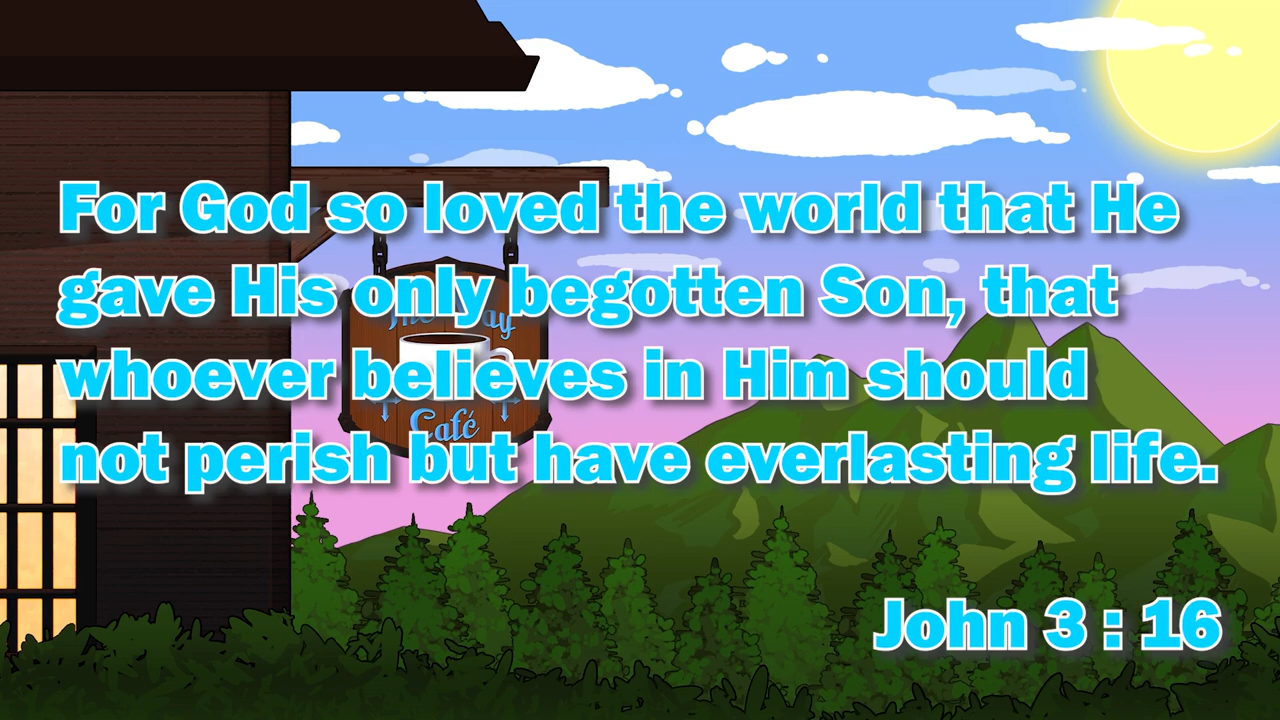 For God so loved the world that He
gave His only begotten Son, that
whoever believes in Him should
not perish but have everlasting life.
Café
John 3 : 16